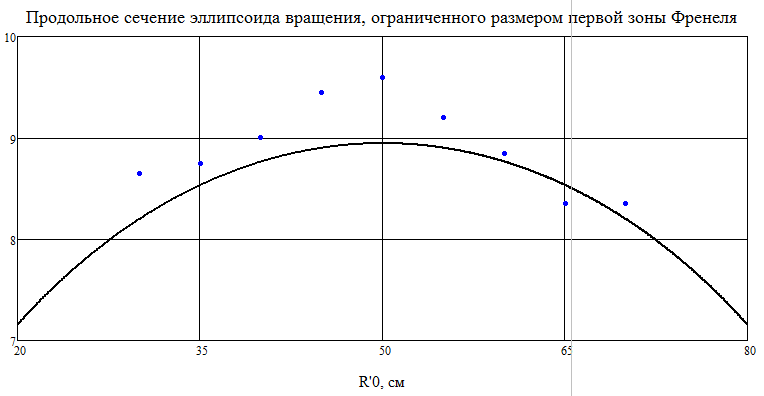 Продольное сечение эллипсоида вращения, ограниченного размером первой зоны Френеля
10
9
8
7
20 35 50 65 80
R'0, см